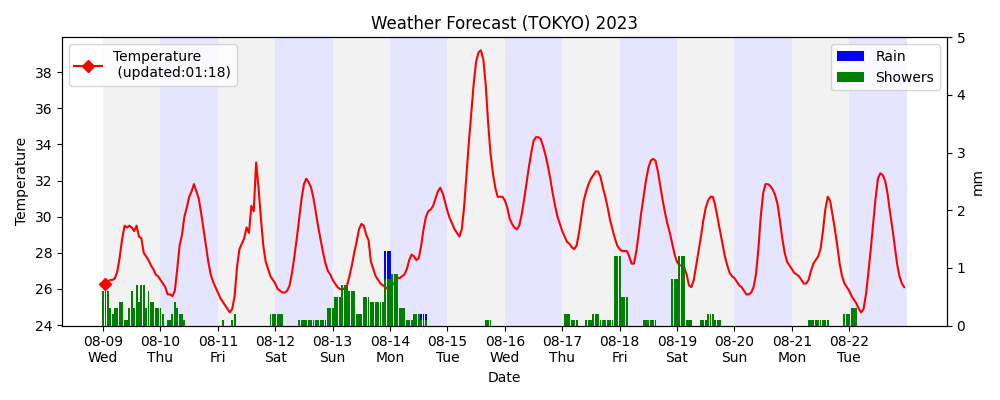 Weather Forecast (TOKYO) 2023
Temperature
(updated:01:18)
Rain
Showers
38
36
34
32
30
28
26
24
Temperature
5
4
3
2
1
0
mm
08-09 08-10 08-11 08-12 08-13 08-14 08-15 08-16 08-17 08-18 08-19 08-20 08-21 08-22
Wed Thu Fri Sat Sun Mon Tue Wed Thu Fri Sat Sun Mon Tue
Date